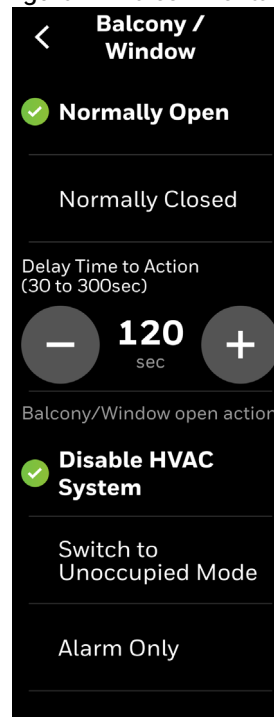 Balcony /
Window
Normally Open
Normally Closed
Delay Time to Action
(30 to 300sec)
120
sec
Balcony/Window open action
Disable HVAC
System
Switch to
Unoccupied Mode
Alarm Only